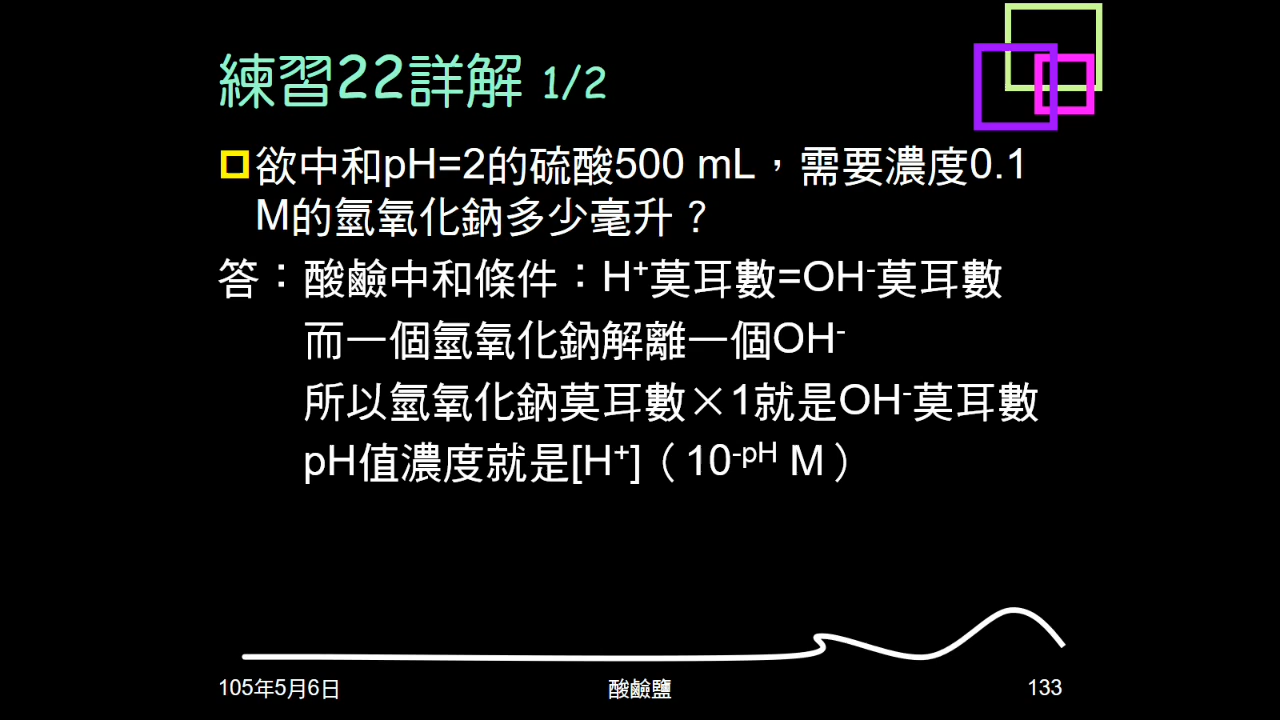 練習22詳解 1/2
欲中和pH=2的硫酸500 mL，需要濃度0.1
M的氫氧化鈉多少毫升？
答：酸鹼中和條件：H⁺莫耳數=OH⁻莫耳數
而一個氫氧化鈉解離一個OH⁻
所以氫氧化鈉莫耳數×1就是OH⁻莫耳數
pH值濃度就是[H⁺]（10⁻ᵖᴴ M）
105年5月6日
酸鹼鹽
133